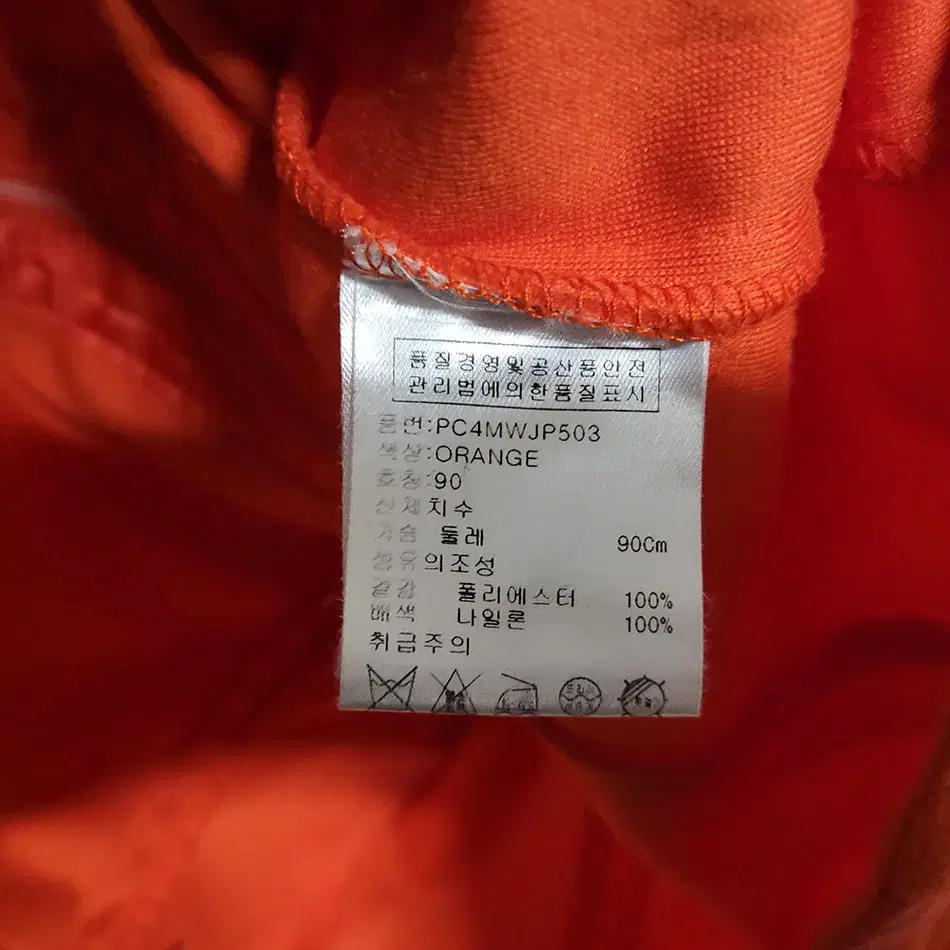 품질경영및공산품안전
관리법에의한품질표시
품번:PC4MWJP503
색상:ORANGE
호칭:90
신체치수
가슴 둘레 90Cm
섬유의조성
겉감 폴리에스터 100%
배색 나일론 100%
취급주의